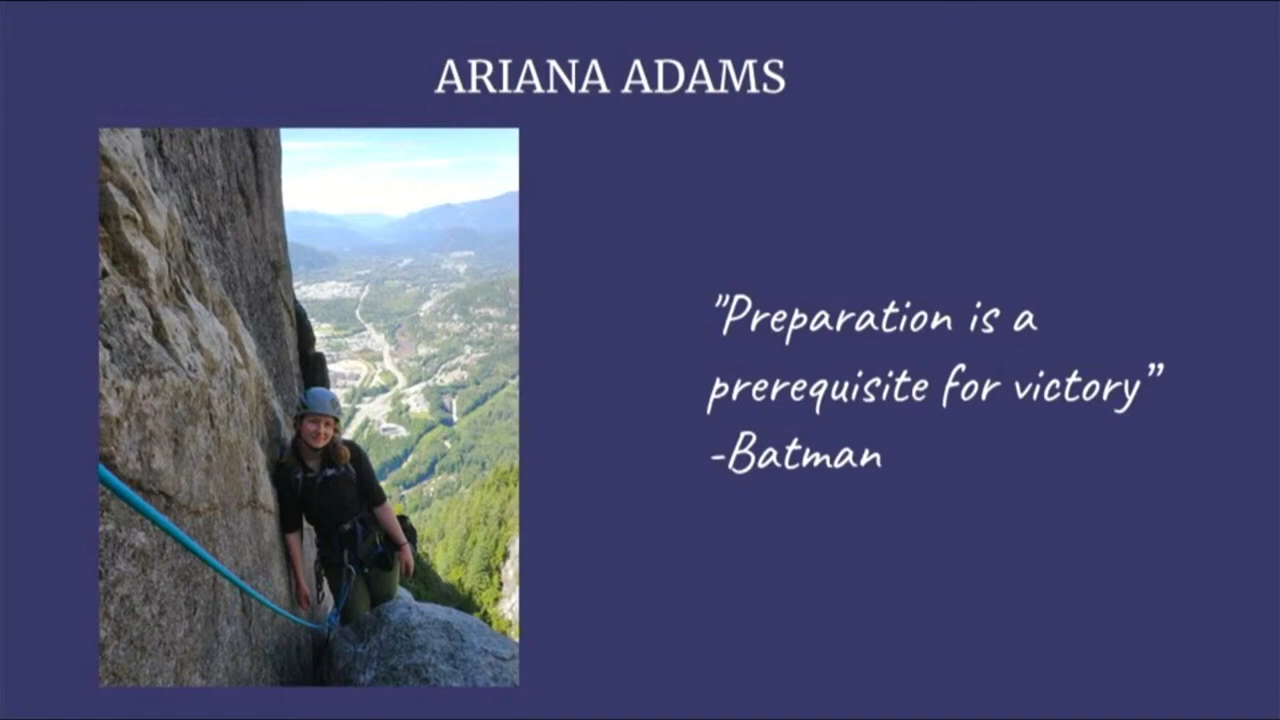 ARIANA ADAMS
"Preparation is a
prerequisite for victory”
-Batman